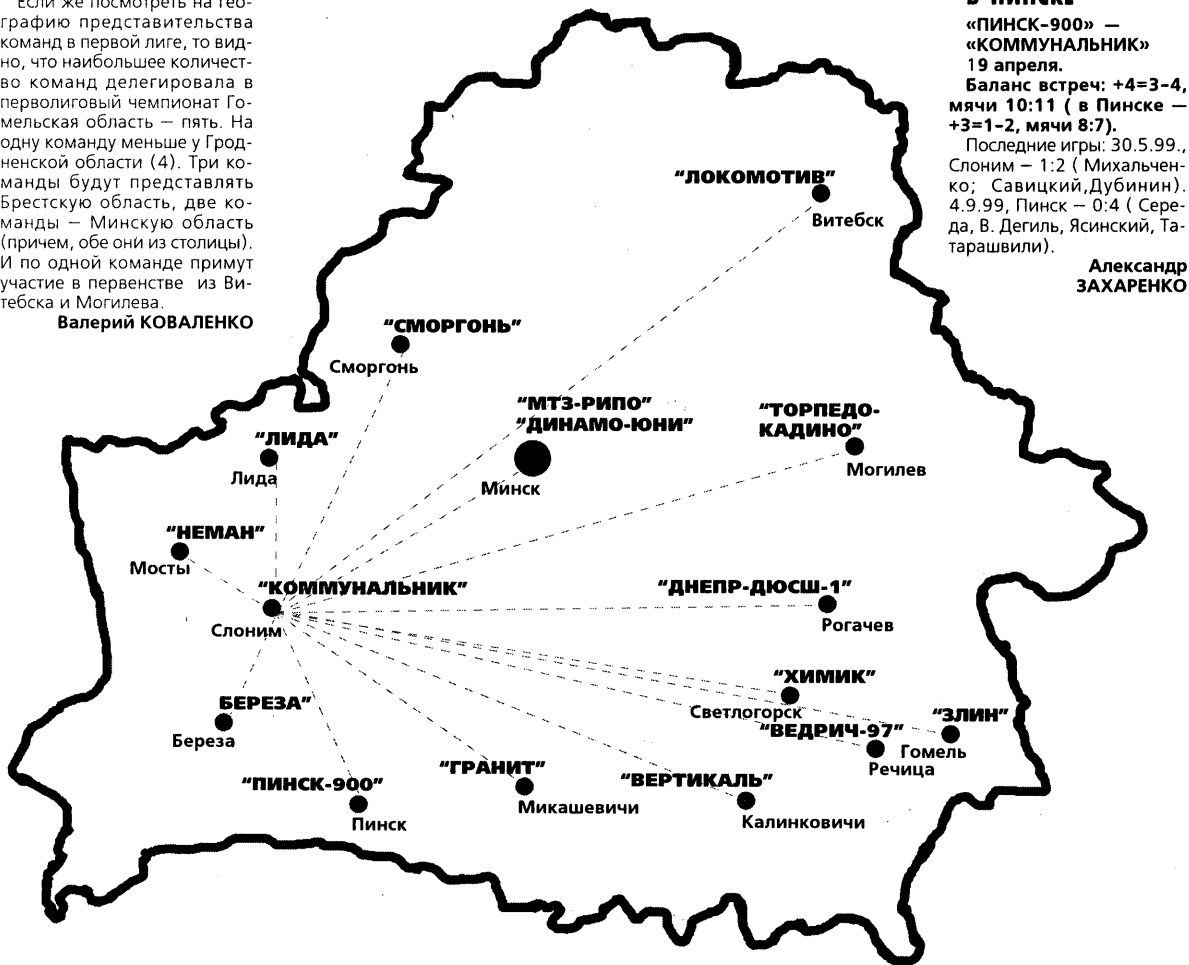 Если же посмотреть на гео-
графию представительства
команд в первой лиге, то вид-
но, что наибольшее количест-
во команд делегировала в
перволиговый чемпионат Го-
мельская область — пять. На
одну команду меньше у Грод-
ненской области (4). Три ко-
манды будут представлять
Брестскую область, две ко-
манды — Минскую область
(причем, обе они из столицы).
И по одной команде примут
участие в первенстве из Ви-
тебска и Могилева.
Валерий КОВАЛЕНКО
В ПИНСКЕ
«ПИНСК-900» —
«КОММУНАЛЬНИК»
19 апреля.
Баланс встреч: +4=3-4,
мячи 10:11 ( в Пинске —
+3=1-2, мячи 8:7).
Последние игры: 30.5.99.,
Слоним — 1:2 ( Михальчен-
ко; Савицкий,Дубинин).
4.9.99, Пинск — 0:4 ( Сере-
да, В. Дегиль, Ясинский, Та-
тарашвили).
Александр
ЗАХАРЕНКО
"ЛОКОМОТИВ"
Витебск
"СМОРГОНЬ"
Сморгонь
"МТЗ-РИПО"
"ДИНАМО-ЮНИ"
Минск
"ТОРПЕДО-
КАДИНО"
Могилев
"ЛИДА"
Лида
"НЕМАН"
Мосты
"КОММУНАЛЬНИК"
Слоним
"ДНЕПР-ДЮСШ-1"
Рогачев
"ХИМИК"
Светлогорск
БЕРЕЗА"
Береза
"ВЕДРИЧ-97"
Речица
"ЗЛИН"
Гомель
"ПИНСК-900"
Пинск
"ГРАНИТ"
Микашевичи
"ВЕРТИКАЛЬ"
Калинковичи